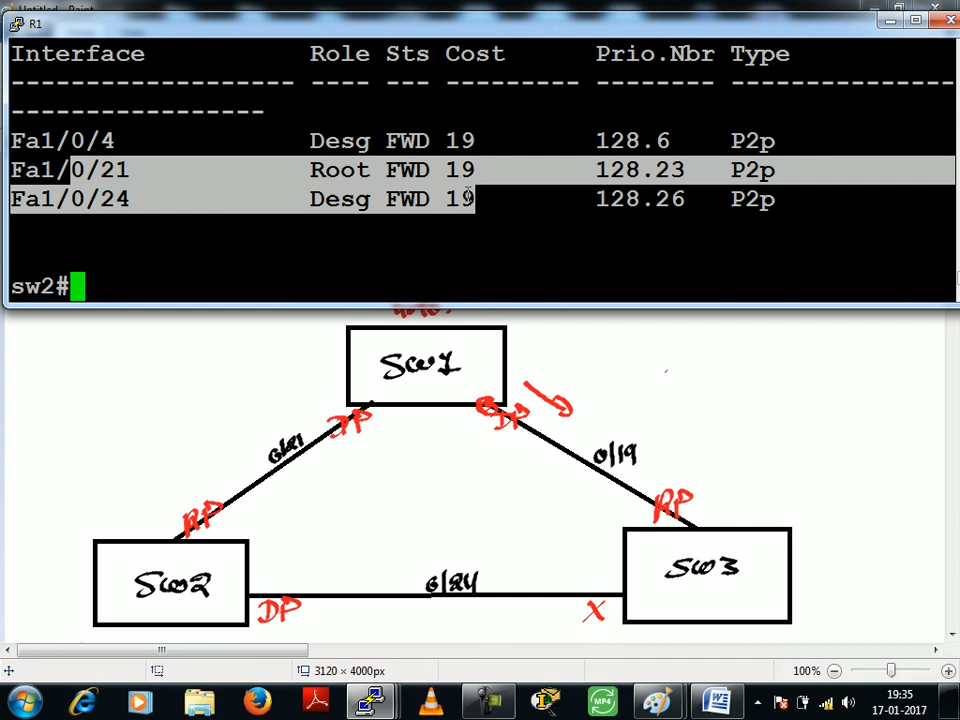 Untitled - Paint
R1
Interface Role Sts Cost Prio.Nbr Type
------------------- ---- --- --------- -------- ---------------
-----------------
Fa1/0/4 Desg FWD 19 128.6 P2p
Fa1/0/21 Root FWD 19 128.23 P2p
Fa1/0/24 Desg FWD 19 128.26 P2p
sw2#
SW1
DP
DP
0/21
0/19
RP
RP
SW2
SW3
0/24
DP
X
3120 × 4000px
100%
19:35
17-01-2017
MP4